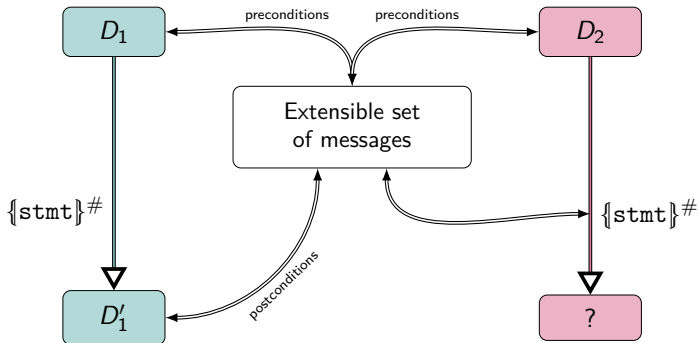 preconditions
preconditions
D₁
D₂
Extensible set
of messages
{[stmt]}#
{[stmt]}#
postconditions
D′₁
?